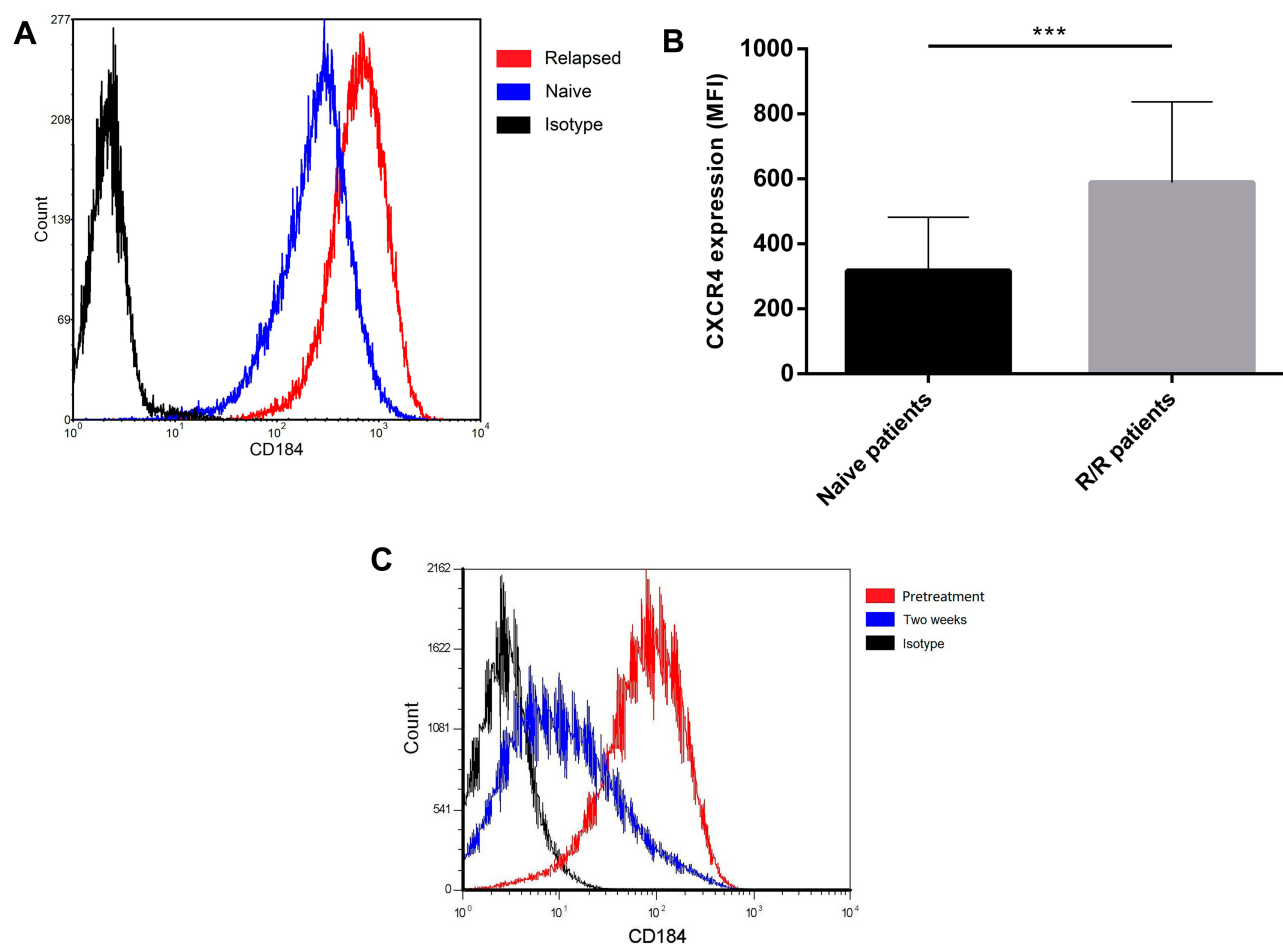 A
277
208
139
69
0
Count
10^0 10^1 10^2 10^3 10^4
CD184
Relapsed
Naive
Isotype
B
***
1000
800
600
400
200
0
CXCR4 expression (MFI)
Naive patients
R/R patients
C
2162
1622
1081
541
0
Count
10^0 10^1 10^2 10^3 10^4
CD184
Pretreatment
Two weeks
Isotype